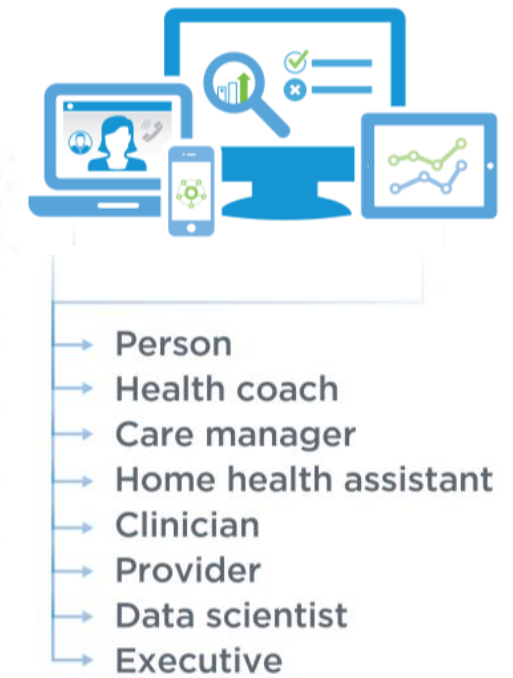 Person
Health coach
Care manager
Home health assistant
Clinician
Provider
Data scientist
Executive